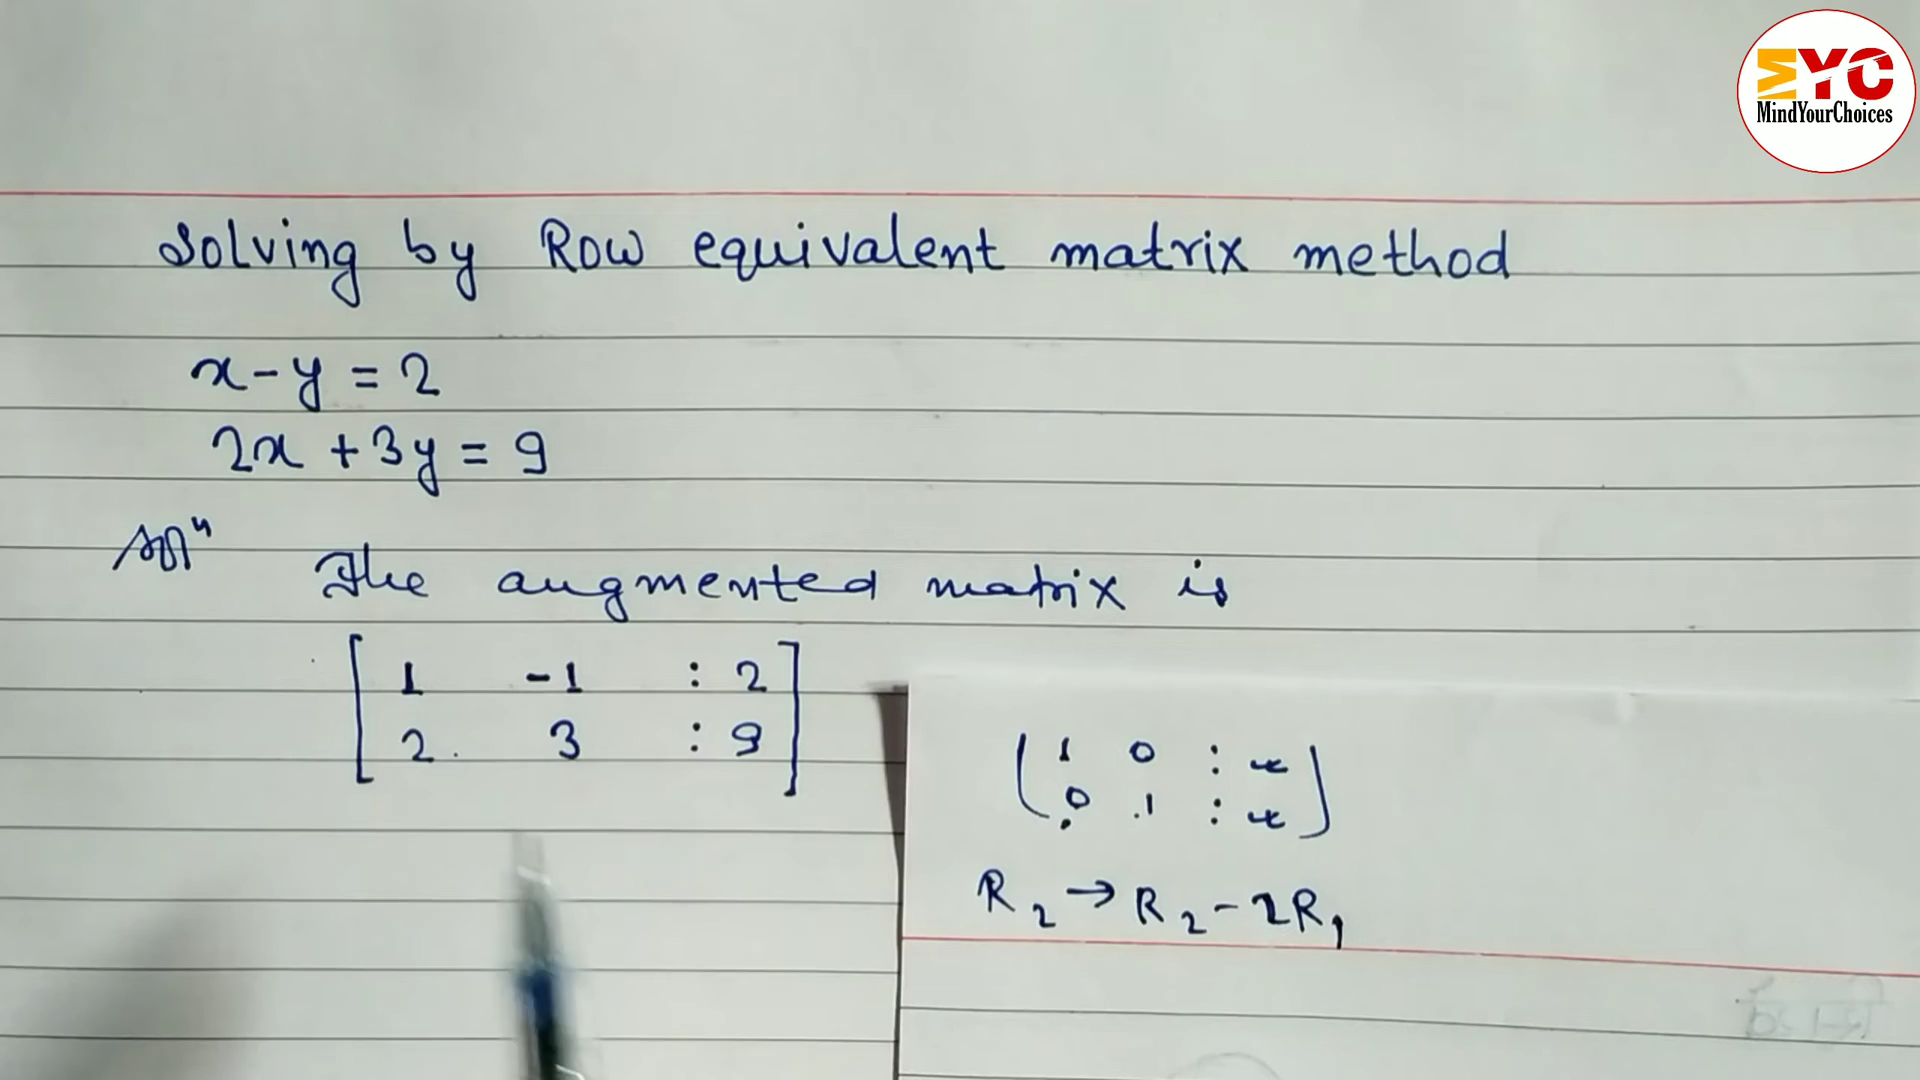 MYC
MindYourChoices
Solving by Row equivalent matrix method
x - y = 2
2x + 3y = 9
Solⁿ The augmented matrix is
[ 1 -1 : 2 ]
[ 2 3 : 9 ]
( 1 0 : * )
( 0 1 : * )
R₂ → R₂ - 2R₁